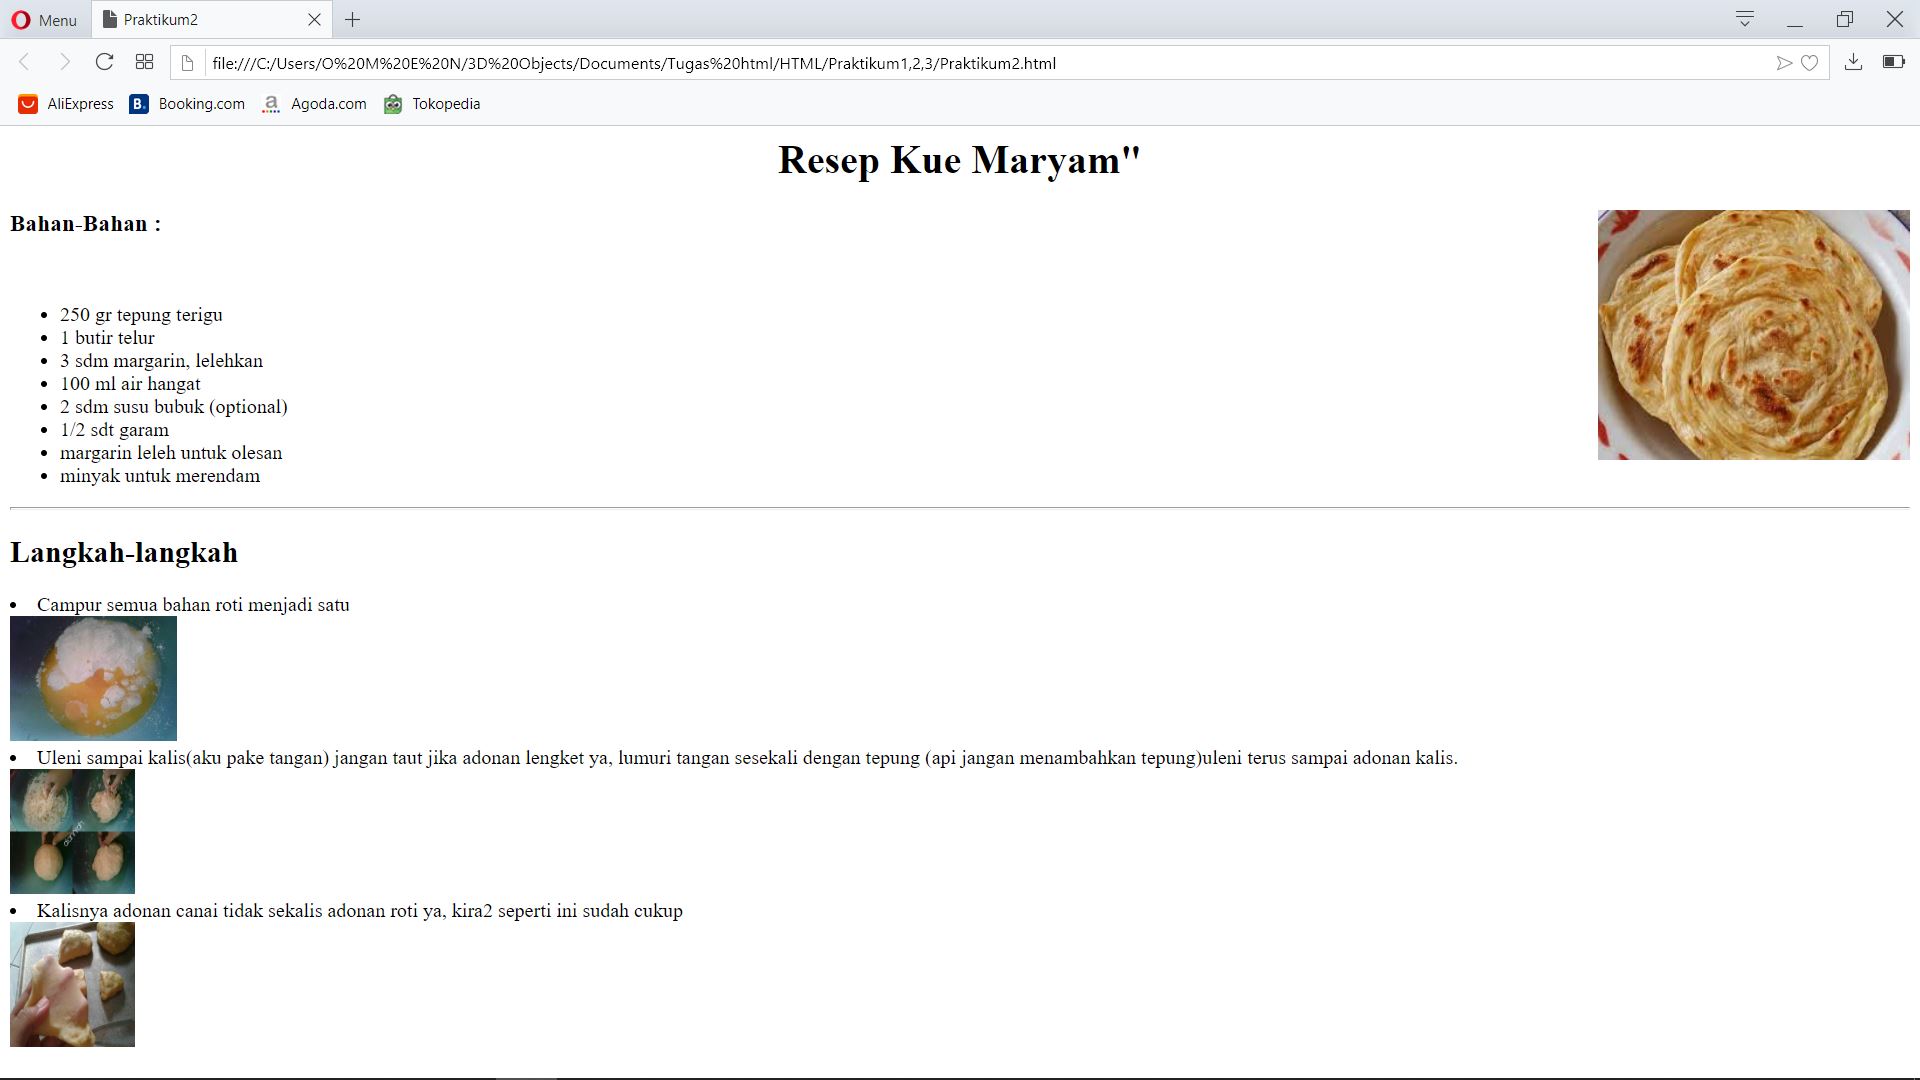 Menu
Praktikum2
file:///C:/Users/O%20M%20E%20N/3D%20Objects/Documents/Tugas%20html/HTML/Praktikum1,2,3/Praktikum2.html
AliExpress
B. Booking.com
a Agoda.com
Tokopedia
Resep Kue Maryam"
Bahan-Bahan :
• 250 gr tepung terigu
• 1 butir telur
• 3 sdm margarin, lelehkan
• 100 ml air hangat
• 2 sdm susu bubuk (optional)
• 1/2 sdt garam
• margarin leleh untuk olesan
• minyak untuk merendam
Langkah-langkah
• Campur semua bahan roti menjadi satu
• Uleni sampai kalis(aku pake tangan) jangan taut jika adonan lengket ya, lumuri tangan sesekali dengan tepung (api jangan menambahkan tepung)uleni terus sampai adonan kalis.
• Kalisnya adonan canai tidak sekalis adonan roti ya, kira2 seperti ini sudah cukup